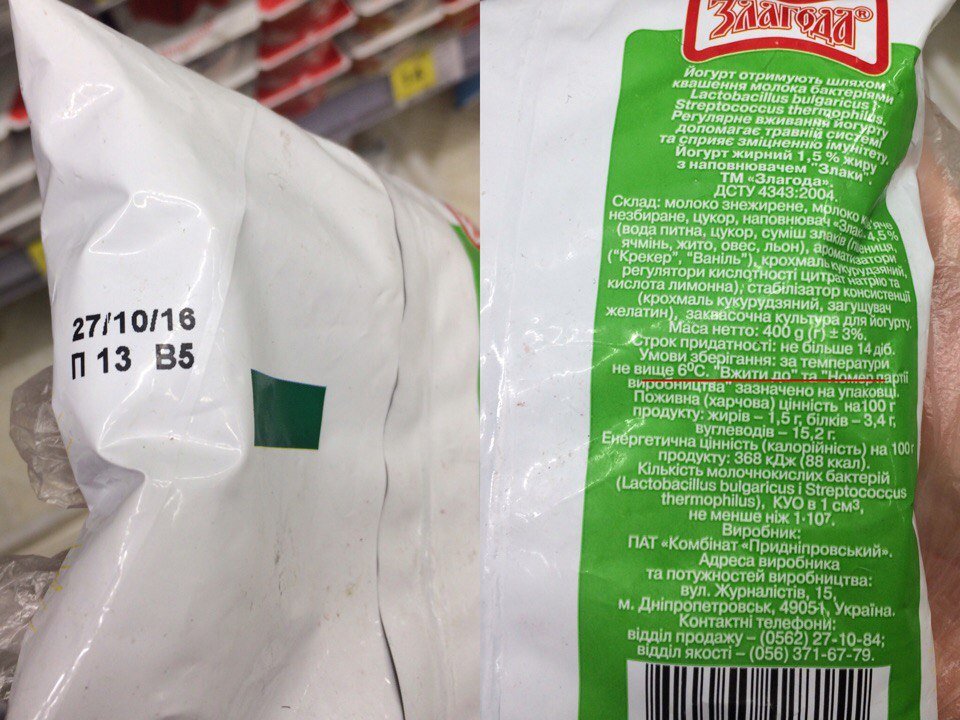 27/10/16
П 13 В5
ЗЛАГОДА®
Йогурт отримують шляхом
квашення молока бактеріями
Lactobacillus bulgaricus і
Streptococcus thermophilus.
Регулярне вживання йогурту
допомагає травній системі
та сприяє зміцненню імунітету.
Йогурт жирний 1,5 % жиру
з наповнювачем "Злаки".
ТМ «Злагода».
ДСТУ 4343:2004.
Склад: молоко знежирене, молоко
незбиране, цукор, наповнювач 4,5%
(вода питна, цукор, суміш злаків
ячмінь, жито, овес, льон), ароматизатори
("Крекер", "Ваніль"), крохмаль кукурудзяний,
регулятори кислотності цитрат натрію та
кислота лимонна), стабілізатор консистенції
(крохмаль кукурудзяний, загущувач
желатин), заквасочна культура для йогурту.
Маса нетто: 400 g (г) ± 3%.
Строк придатності: не більше 14 діб.
Умови зберігання: за температури
не вище 6ºС. "Вжити до" та "Номер партії
виробництва" зазначено на упаковці.
Поживна (харчова) цінність на 100 г
продукту: жирів – 1,5 г, білків – 3,4 г,
вуглеводів – 15,2 г.
Енергетична цінність (калорійність) на 100 г
продукту: 368 кДж (88 ккал).
Кількість молочнокислих бактерій
(Lactobacillus bulgaricus і Streptococcus
thermophilus), КУО в 1 см3,
не менше ніж 1·107.
Виробник:
ПАТ «Комбінат «Придніпровський».
Адреса виробника
та потужностей виробництва:
вул. Журналістів, 15,
м. Дніпропетровськ, 49051, Україна.
Контактні телефони:
відділ продажу – (0562) 27-10-84;
відділ якості – (056) 371-67-79.